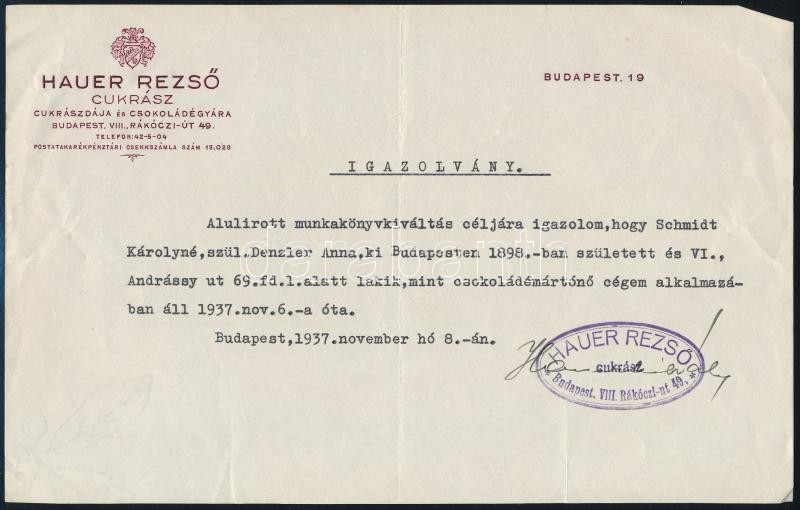 HAUER REZSŐ
CUKRÁSZ
CUKRÁSZDÁJA ÉS CSOKOLÁDÉGYÁRA
BUDAPEST, VIII., RÁKÓCZI-ÚT 49.
TELEFON: 42-5-04
POSTATAKARÉKPÉNZTÁRI CSEKKSZÁMLA SZÁM 15,028
BUDAPEST, 19
IGAZOLVÁNY.
Alulirott munkakönyvkiváltás céljára igazolom, hogy Schmidt
Károlyné, szül. Denzler Anna, ki Budapesten 1898.-ban született és VI.,
Andrássy ut 69.fd.1.alatt lakik, mint csokoládémártónő cégem alkalmazá-
ban áll 1937.nov.6.-a óta.
Budapest, 1937.november hó 8.-án.
HAUER REZSŐ
cukrász
Budapest. VIII. Rákóczi-ut 49.
darabanth